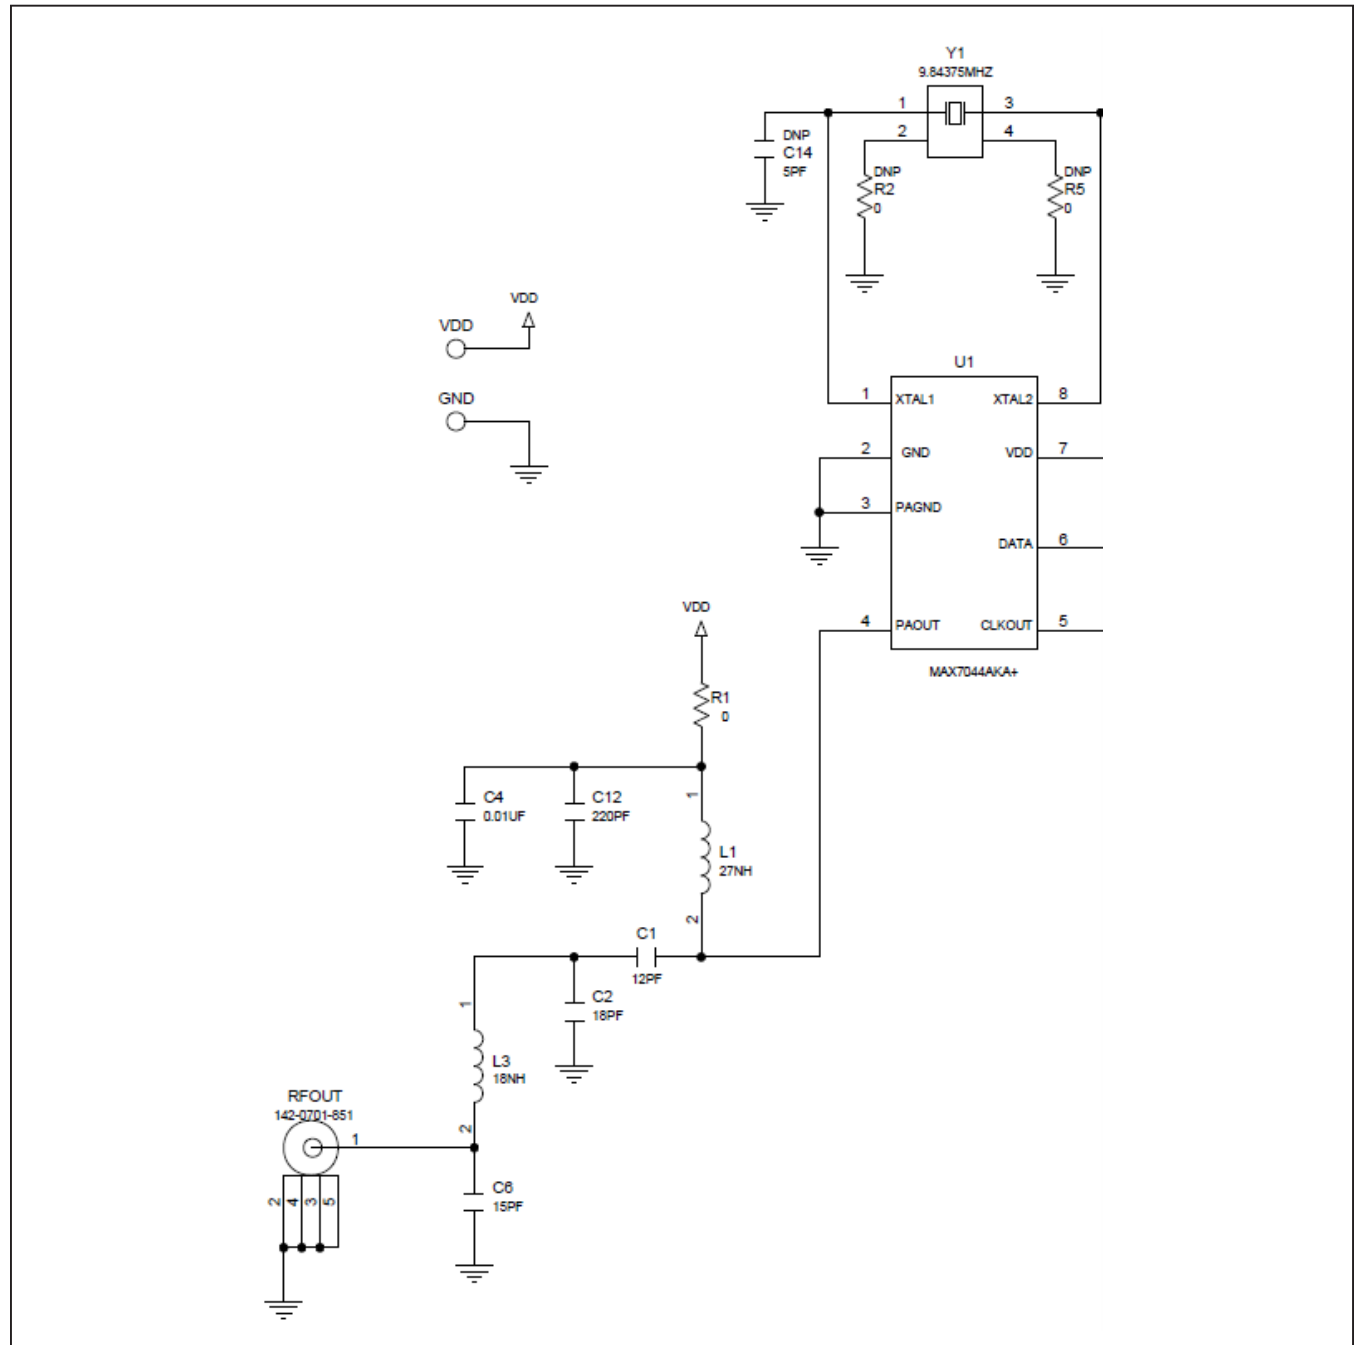 Y1
9.84375MHZ
1
3
2
4
DNP
C14
5PF
DNP
R2
0
DNP
R5
0
VDD
VDD
GND
U1
1
XTAL1
XTAL2
8
2
GND
VDD
7
3
PAGND
DATA
6
4
PAOUT
CLKOUT
5
MAX7044AKA+
VDD
R1
0
C4
0.01UF
C12
220PF
1
L1
27NH
2
C1
12PF
C2
18PF
1
L3
18NH
2
RFOUT
142-0701-851
1
2
4
3
5
C6
15PF